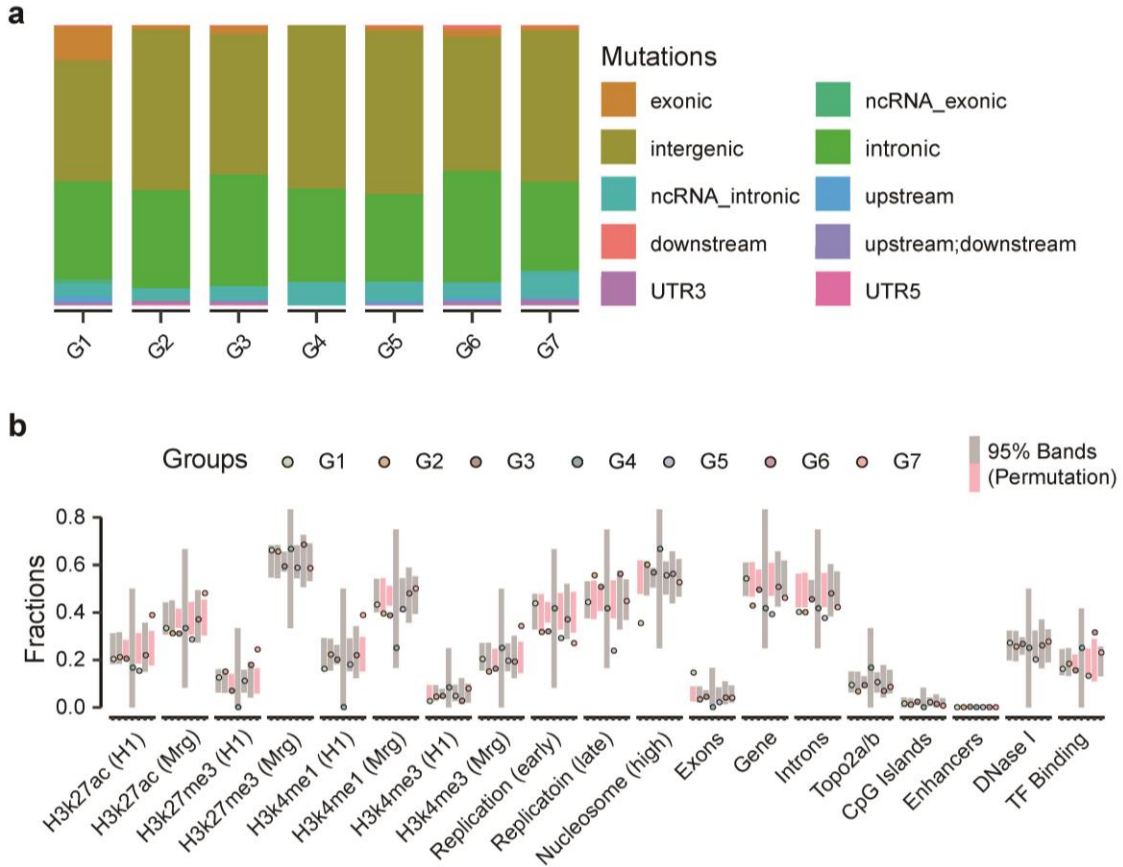 a
Mutations
exonic
ncRNA_exonic
intergenic
intronic
ncRNA_intronic
upstream
downstream
upstream;downstream
UTR3
UTR5
G1
G2
G3
G4
G5
G6
G7
b
Groups
G1
G2
G3
G4
G5
G6
G7
95% Bands
(Permutation)
Fractions
0.8
0.6
0.4
0.2
0.0
H3k27ac (H1)
H3k27ac (Mrg)
H3k27me3 (H1)
H3k27me3 (Mrg)
H3k4me1 (H1)
H3k4me1 (Mrg)
H3k4me3 (H1)
H3k4me3 (Mrg)
Replication (early)
Replicatoin (late)
Nucleosome (high)
Exons
Gene
Introns
Topo2a/b
CpG Islands
Enhancers
DNase I
TF Binding